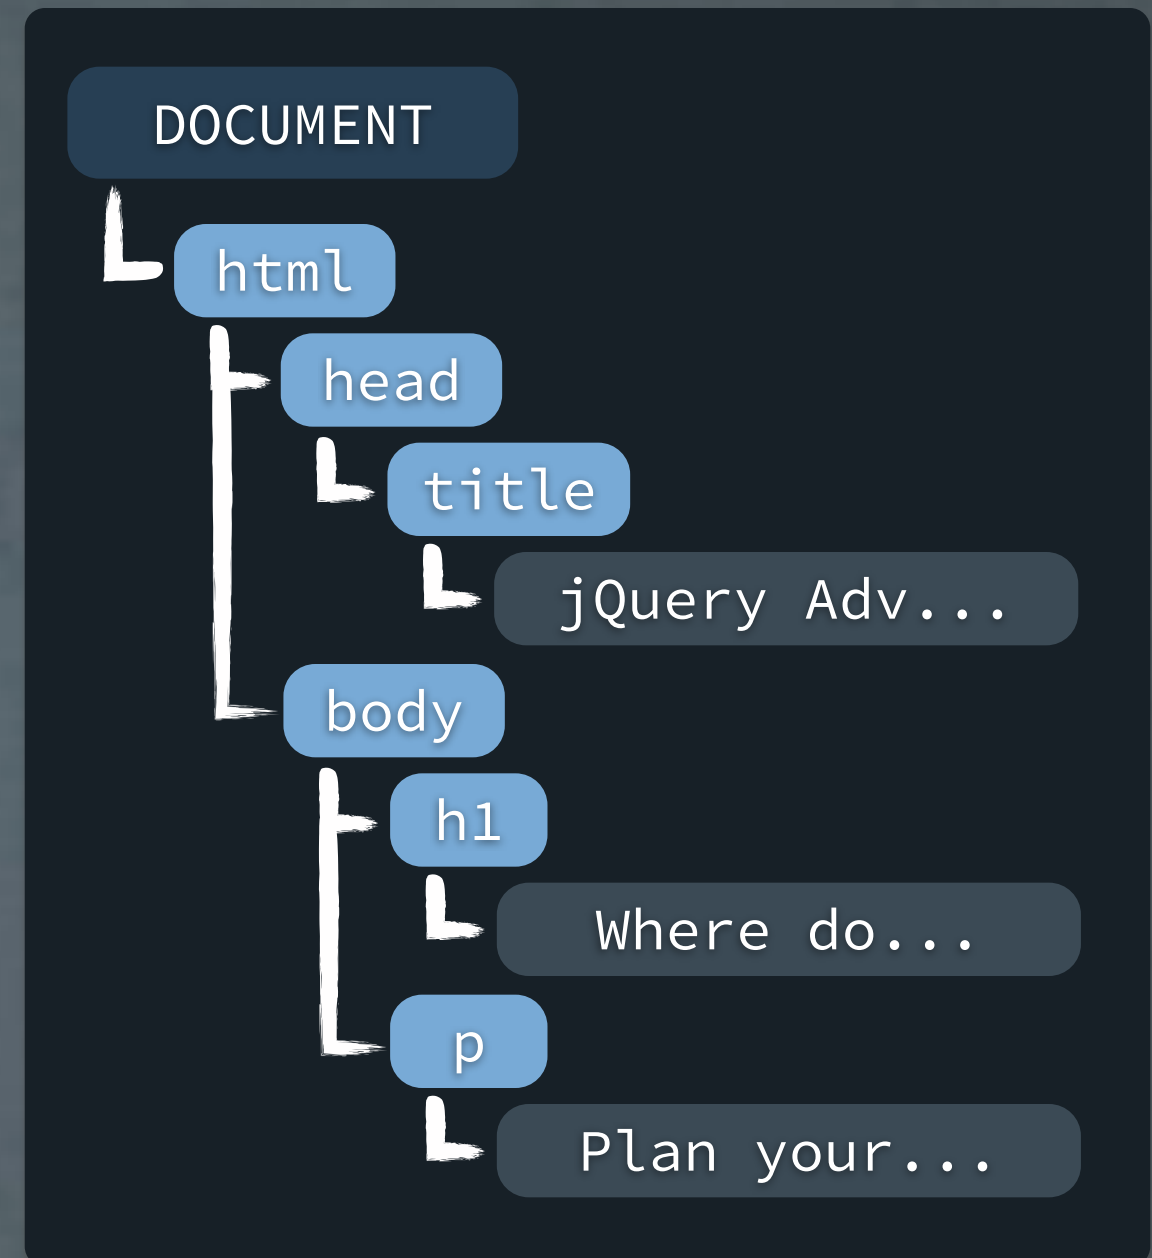 DOCUMENT
html
head
title
jQuery Adv...
body
h1
Where do...
p
Plan your...